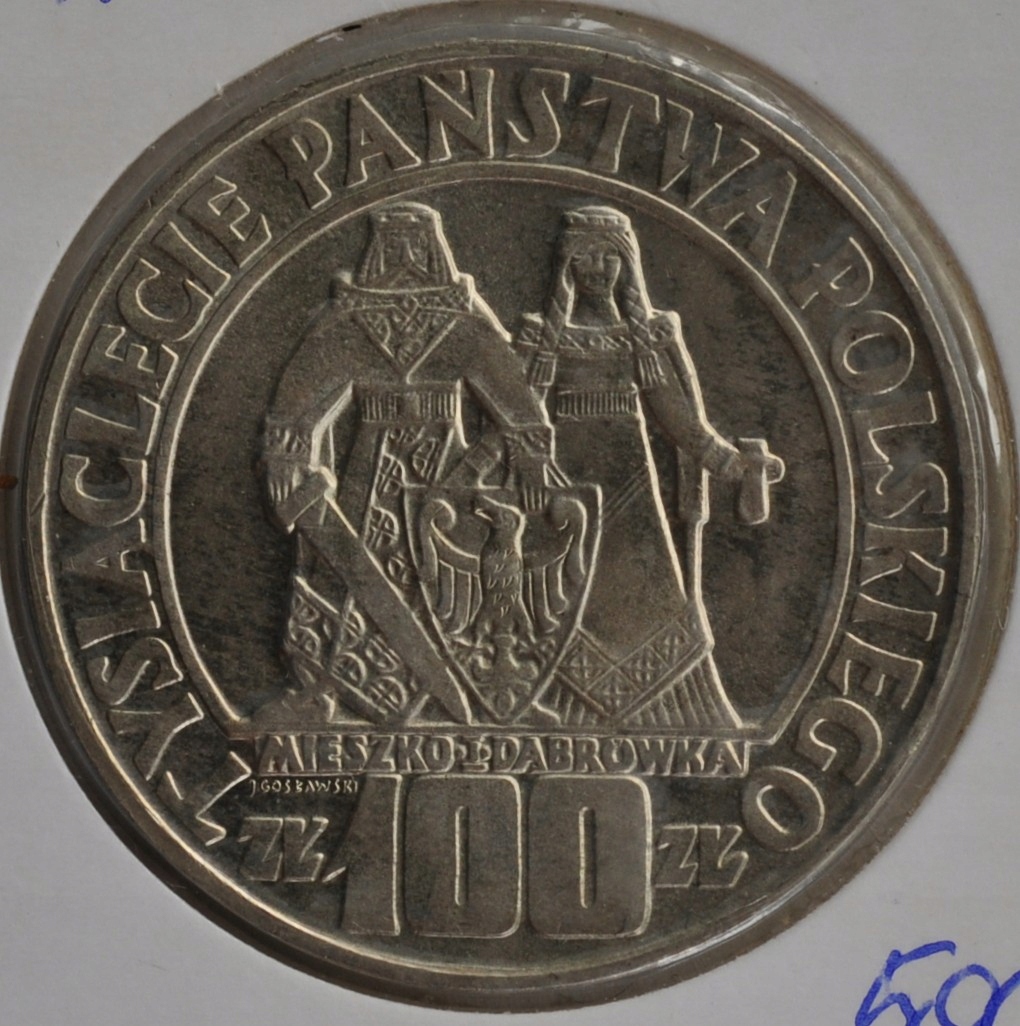 TYSIĄCLECIE PAŃSTWA POLSKIEGO
MIESZKO I DĄBRÓWKA
J.GOSŁAWSKI
ZŁ 100 ZŁ